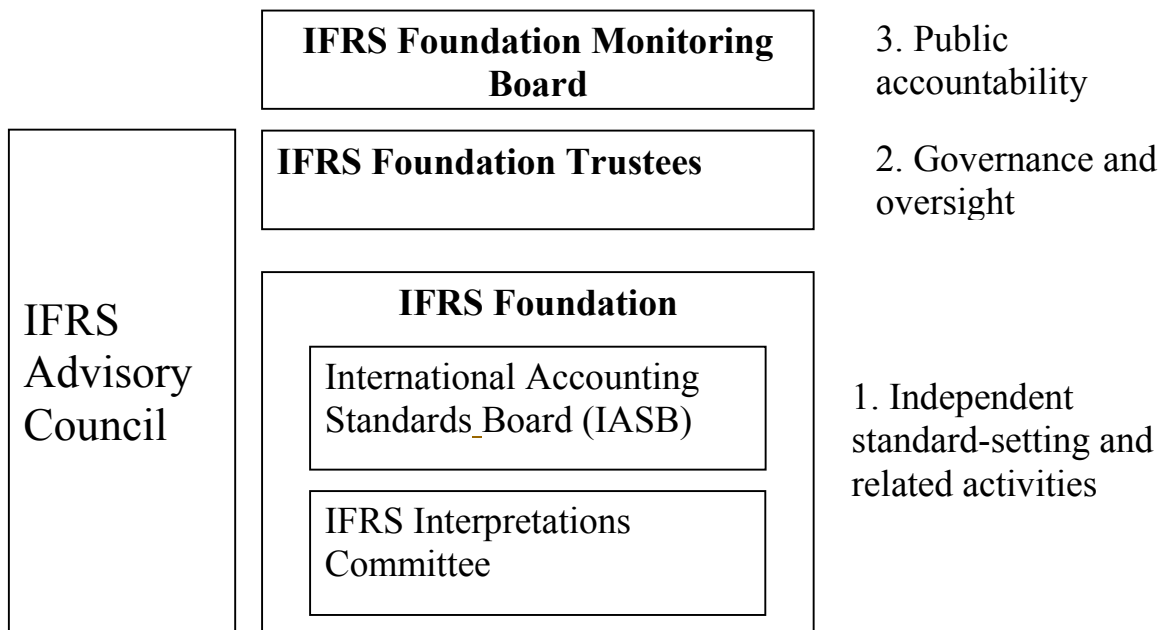 IFRS Foundation Monitoring
Board
3. Public
accountability
IFRS Foundation Trustees
2. Governance and
oversight
IFRS
Advisory
Council
IFRS Foundation
International Accounting
Standards Board (IASB)
IFRS Interpretations
Committee
1. Independent
standard-setting and
related activities